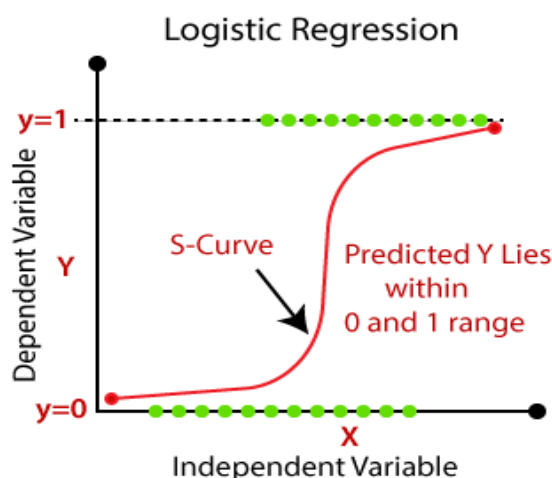 Logistic Regression
y=1
Dependent Variable
Y
S-Curve
Predicted Y Lies
within
0 and 1 range
y=0
X
Independent Variable